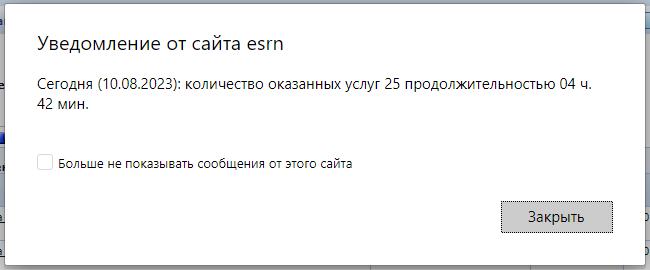 Уведомление от сайта esrn
Сегодня (10.08.2023): количество оказанных услуг 25 продолжительностью 04 ч.
42 мин.
Больше не показывать сообщения от этого сайта
Закрыть